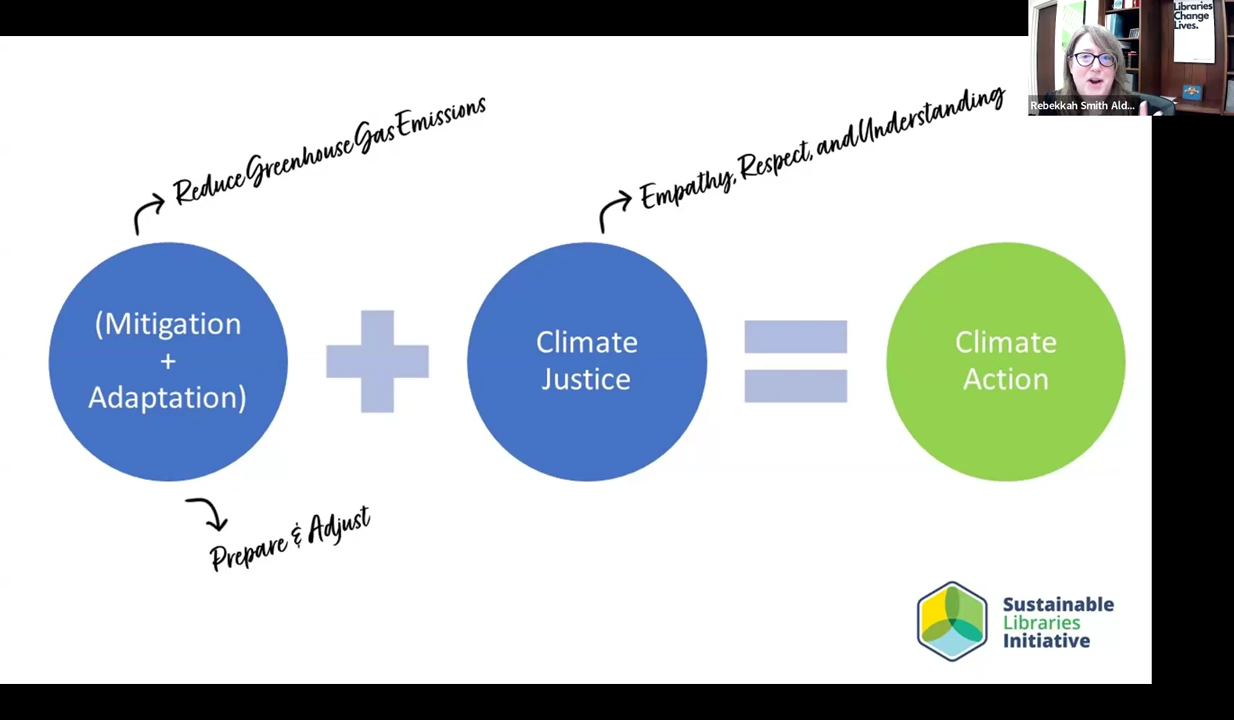 Libraries
Change
Lives.
Rebekkah Smith Ald...
Reduce Greenhouse Gas Emissions
Empathy, Respect, and Understanding
(Mitigation
+
Adaptation)
Climate
Justice
Climate
Action
Prepare & Adjust
Sustainable
Libraries
Initiative